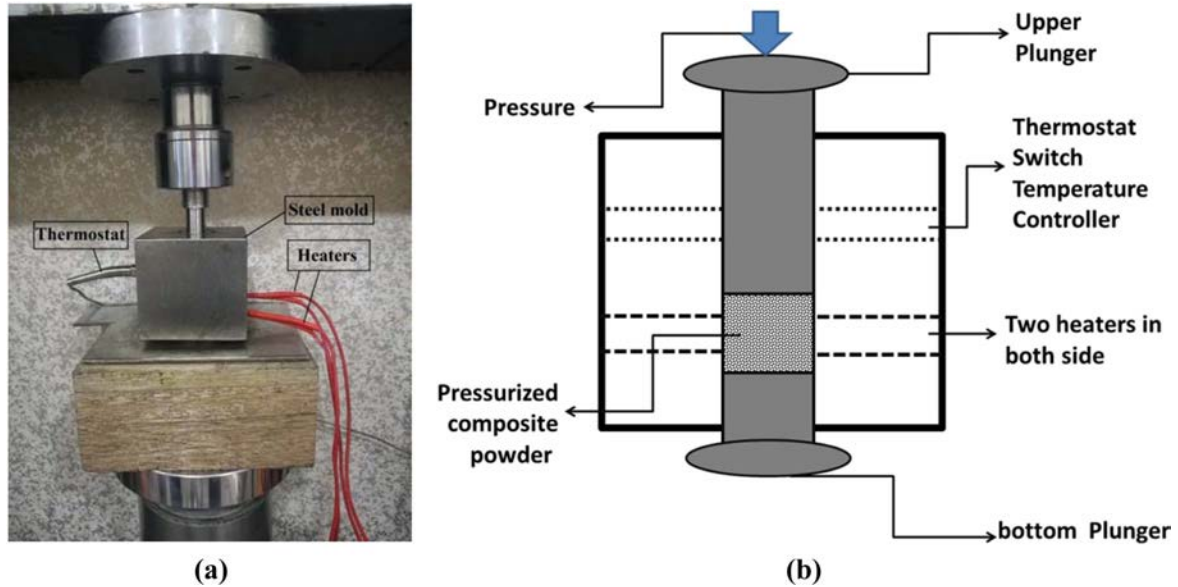 Steel mold
Thermostat
Heaters
(a)
Pressure
Upper
Plunger
Thermostat
Switch
Temperature
Controller
Two heaters in
both side
Pressurized
composite
powder
bottom Plunger
(b)